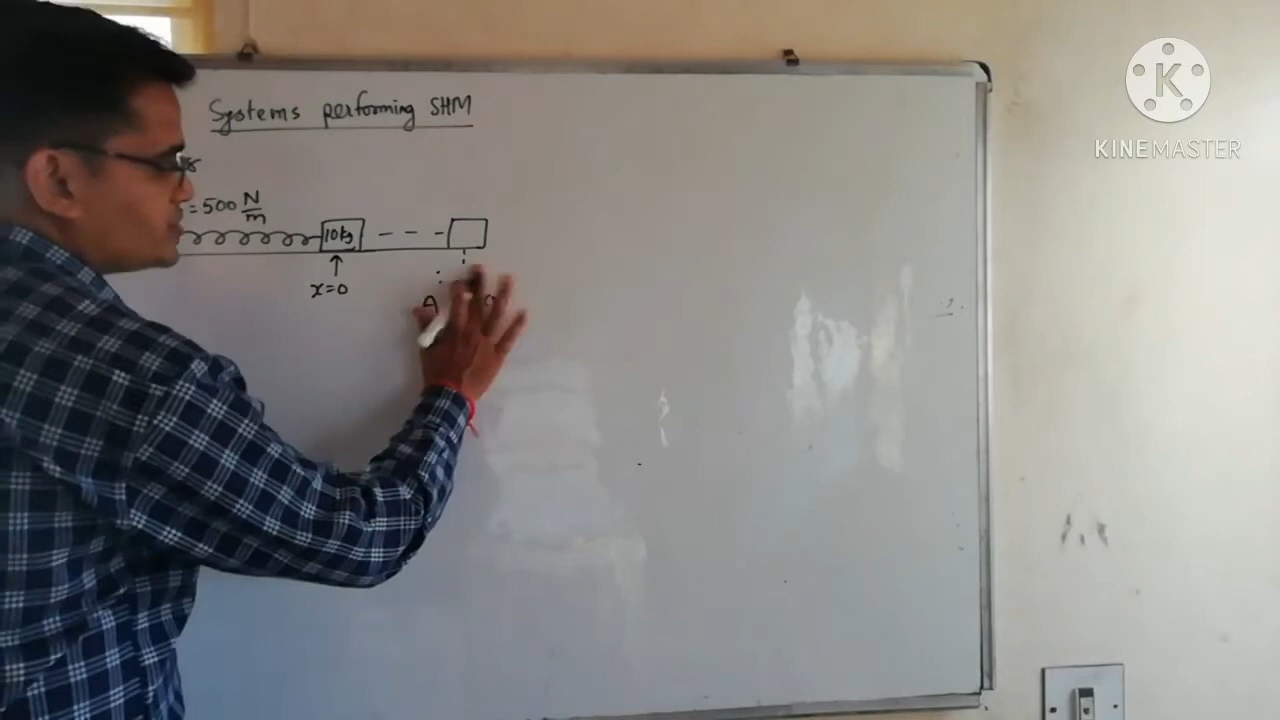 Systems performing SHM
= 500 N/m
10kg
x=0
A
K
KINEMASTER